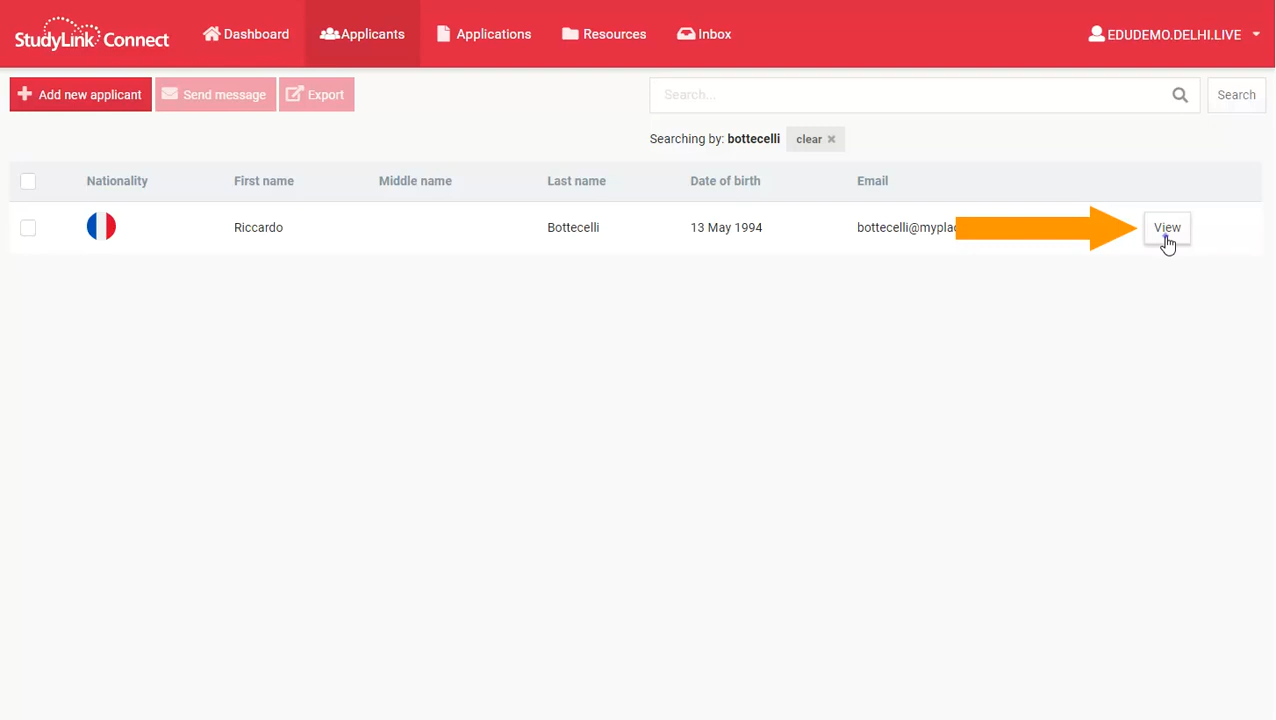 StudyLink Connect
Dashboard
Applicants
Applications
Resources
Inbox
EDUDEMO.DELHI.LIVE
Add new applicant
Send message
Export
Search...
Search
Searching by: bottecelli
clear
Nationality First name Middle name Last name Date of birth Email
Riccardo Bottecelli 13 May 1994 View